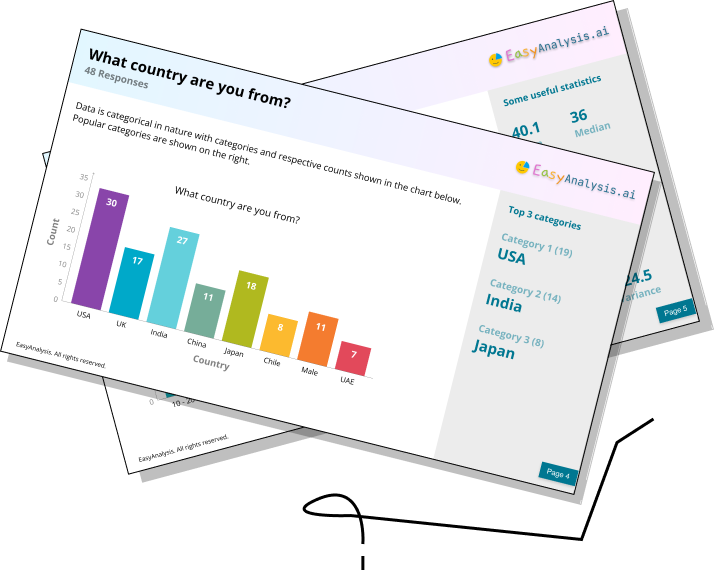 What country are you from?
48 Responses
Data is categorical in nature with categories and respective counts shown in the chart below.
Popular categories are shown on the right.
EasyAnalysis.ai
What country are you from?
Count
35
30
25
20
15
10
5
0
30
17
27
11
18
8
11
7
USA
UK
India
China
Japan
Chile
Male
UAE
Country
Top 3 categories
Category 1 (19)
USA
Category 2 (14)
India
Category 3 (8)
Japan
EasyAnalysis. All rights reserved.
Page 4
EasyAnalysis.ai
Some useful statistics
40.1
36
Median
24.5
Page 5
0
EasyAnalysis. All rights reserved.